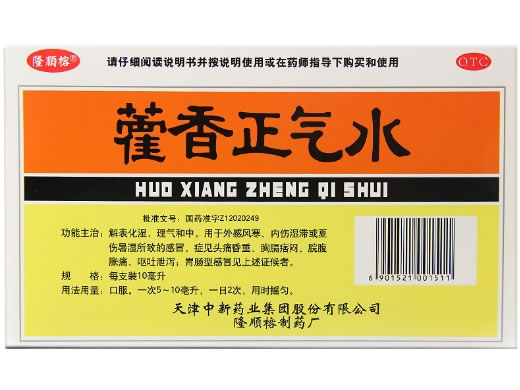 隆顺榕®
请仔细阅读说明书并按说明使用或在药师指导下购买和使用
OTC
藿香正气水
HUO XIANG ZHENG QI SHUI
批准文号：国药准字Z12020249
功能主治：解表化湿，理气和中。用于外感风寒、内伤湿滞或夏
伤暑湿所致的感冒，症见头痛昏重、胸膈痞闷、脘腹
胀痛、呕吐泄泻；胃肠型感冒见上述证候者。
规 格：每支装10毫升
用法用量：口服，一次5～10毫升，一日2次，用时摇匀。
6 901521 001511
天津中新药业集团股份有限公司
隆顺榕制药厂